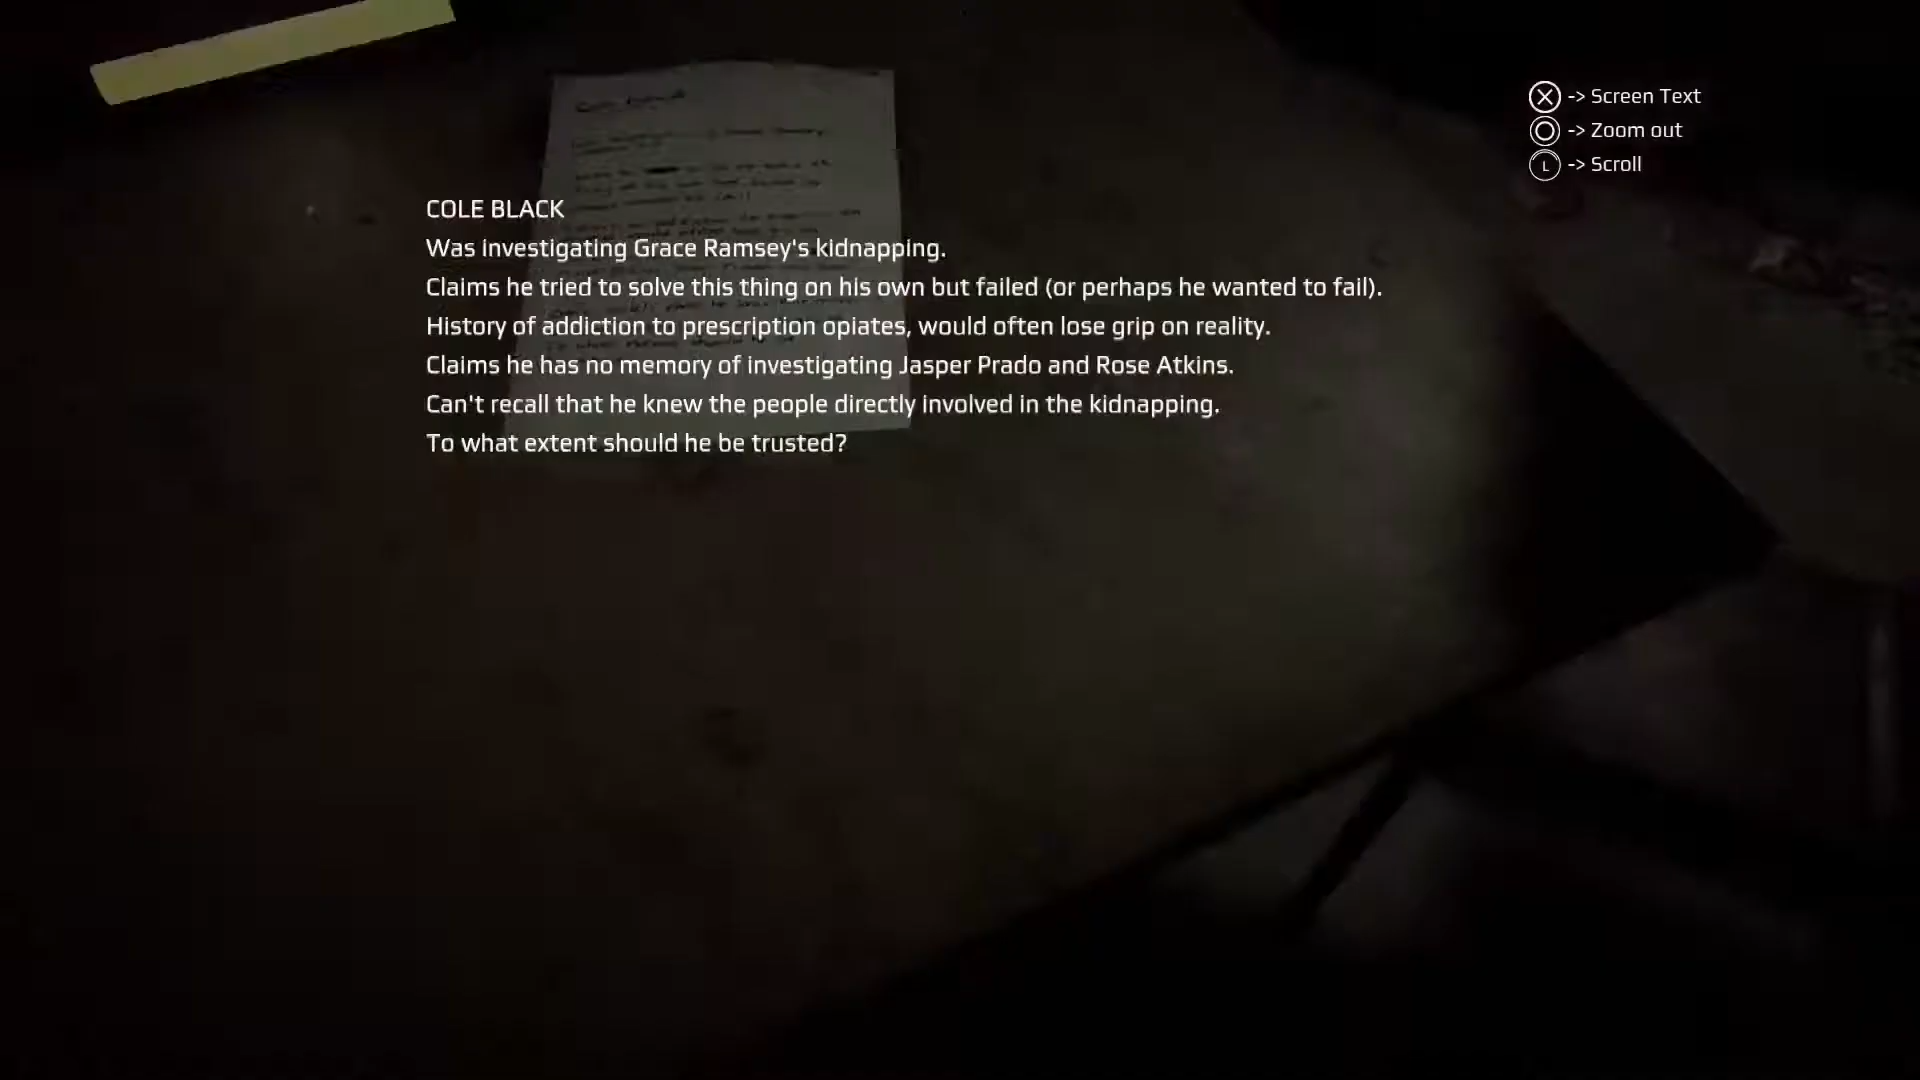 -> Screen Text
-> Zoom out
L -> Scroll
COLE BLACK
Was investigating Grace Ramsey's kidnapping.
Claims he tried to solve this thing on his own but failed (or perhaps he wanted to fail).
History of addiction to prescription opiates, would often lose grip on reality.
Claims he has no memory of investigating Jasper Prado and Rose Atkins.
Can't recall that he knew the people directly involved in the kidnapping.
To what extent should he be trusted?